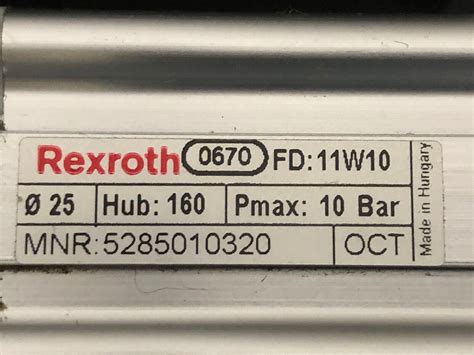 Rexroth 0670 FD: 11W10
Ø 25 Hub: 160 Pmax: 10 Bar
MNR: 5285010320 OCT
Made in Hungary